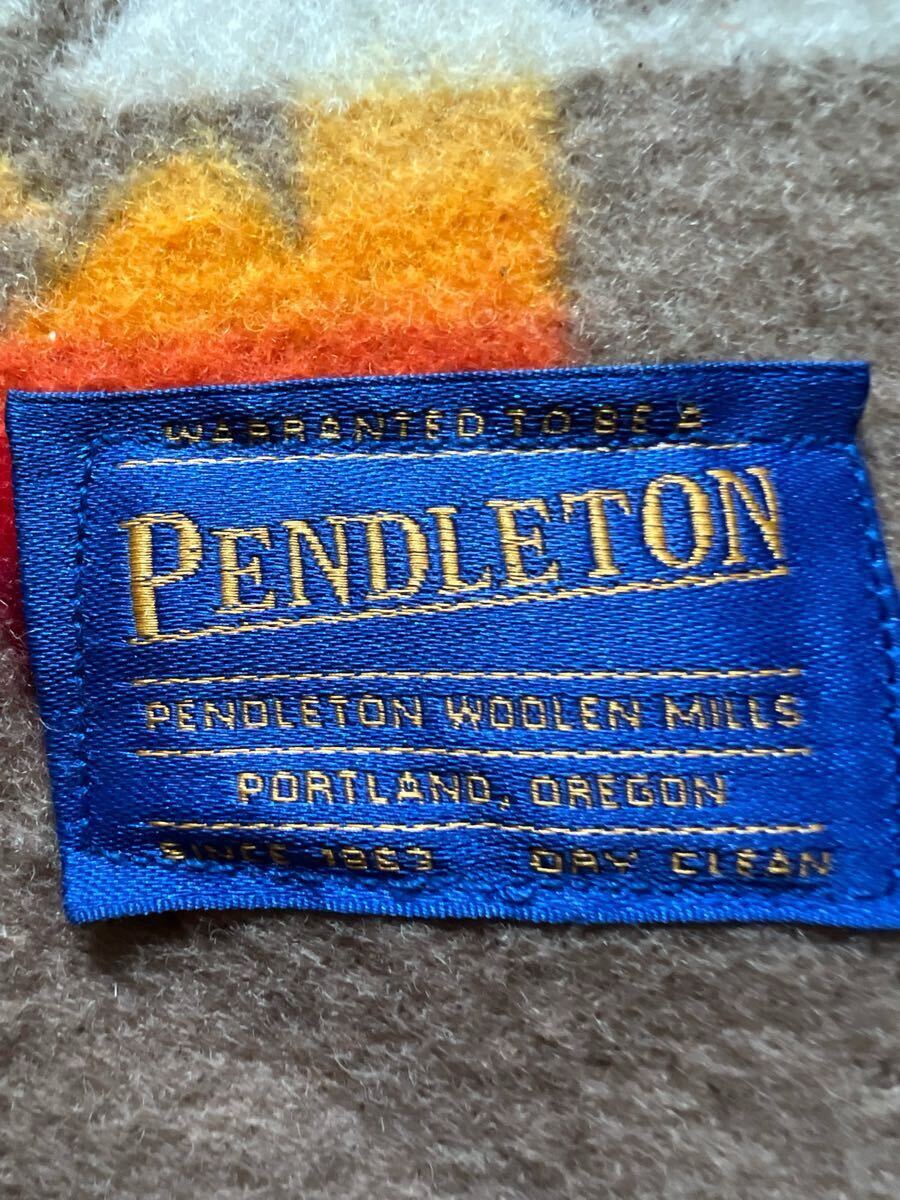 WARRANTED TO BE A
PENDLETON
PENDLETON WOOLEN MILLS
PORTLAND, OREGON
SINCE 1863 DRY CLEAN